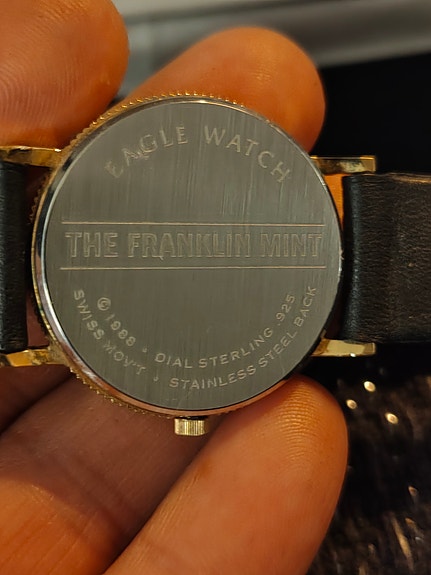 EAGLE WATCH
THE FRANKLIN MINT
© 1988 · DIAL STERLING .925
SWISS MOV.T · STAINLESS STEEL BACK